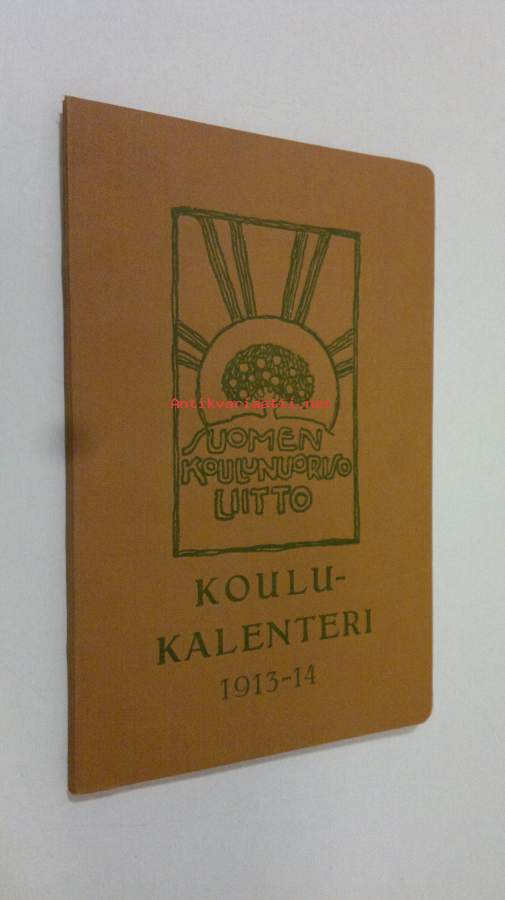 Antikvariaatti.net
SUOMEN
KOULUNUORISO
LIITTO
KOULU-
KALENTERI
1913-14